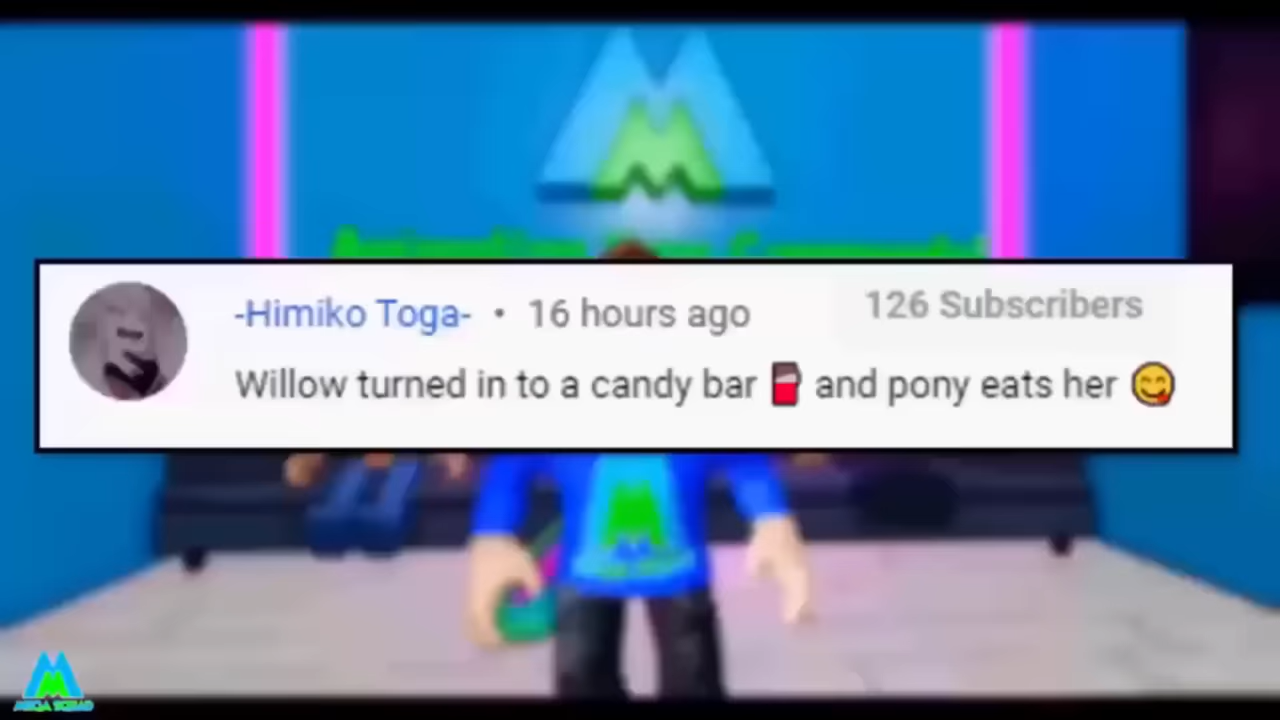 -Himiko Toga- • 16 hours ago 126 Subscribers
Willow turned in to a candy bar 🍫 and pony eats her 😋